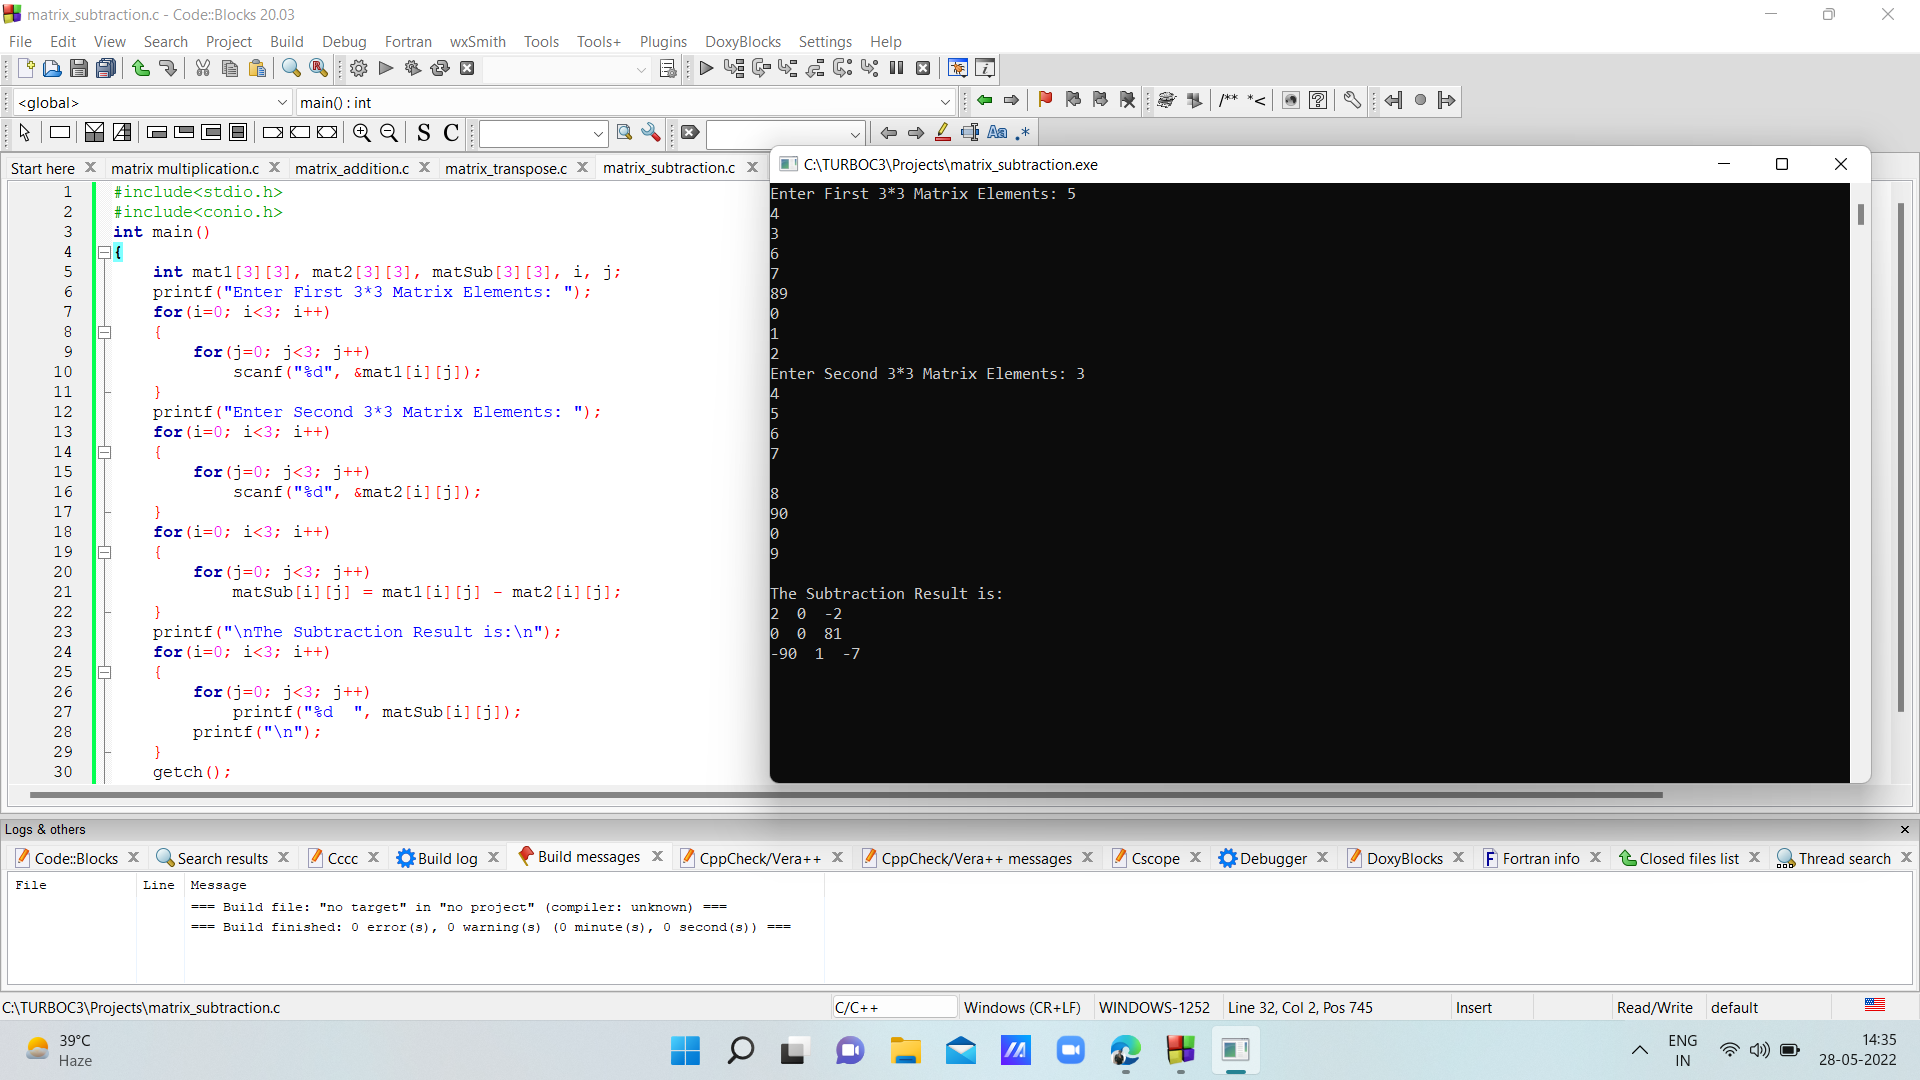 matrix_subtraction.c - Code::Blocks 20.03
File Edit View Search Project Build Debug Fortran wxSmith Tools Tools+ Plugins DoxyBlocks Settings Help
<global> main() : int
/** *<
S C Aa .*
Start here matrix multiplication.c matrix_addition.c matrix_transpose.c matrix_subtraction.c
1 #include<stdio.h>
2 #include<conio.h>
3 int main()
4 {
5 int mat1[3][3], mat2[3][3], matSub[3][3], i, j;
6 printf("Enter First 3*3 Matrix Elements: ");
7 for(i=0; i<3; i++)
8 {
9 for(j=0; j<3; j++)
10 scanf("%d", &mat1[i][j]);
11 }
12 printf("Enter Second 3*3 Matrix Elements: ");
13 for(i=0; i<3; i++)
14 {
15 for(j=0; j<3; j++)
16 scanf("%d", &mat2[i][j]);
17 }
18 for(i=0; i<3; i++)
19 {
20 for(j=0; j<3; j++)
21 matSub[i][j] = mat1[i][j] - mat2[i][j];
22 }
23 printf("\nThe Subtraction Result is:\n");
24 for(i=0; i<3; i++)
25 {
26 for(j=0; j<3; j++)
27 printf("%d  ", matSub[i][j]);
28 printf("\n");
29 }
30 getch();
C:\TURBOC3\Projects\matrix_subtraction.exe
Enter First 3*3 Matrix Elements: 5
4
3
6
7
89
0
1
2
Enter Second 3*3 Matrix Elements: 3
4
5
6
7
8
90
0
9
The Subtraction Result is:
2  0  -2
0  0  81
-90  1  -7
Logs & others
Code::Blocks Search results Cccc Build log Build messages CppCheck/Vera++ CppCheck/Vera++ messages Cscope Debugger DoxyBlocks Fortran info Closed files list Thread search
File Line Message
=== Build file: "no target" in "no project" (compiler: unknown) ===
=== Build finished: 0 error(s), 0 warning(s) (0 minute(s), 0 second(s)) ===
C:\TURBOC3\Projects\matrix_subtraction.c C/C++ Windows (CR+LF) WINDOWS-1252 Line 32, Col 2, Pos 745 Insert Read/Write default
39°C
Haze
ENG
IN
14:35
28-05-2022